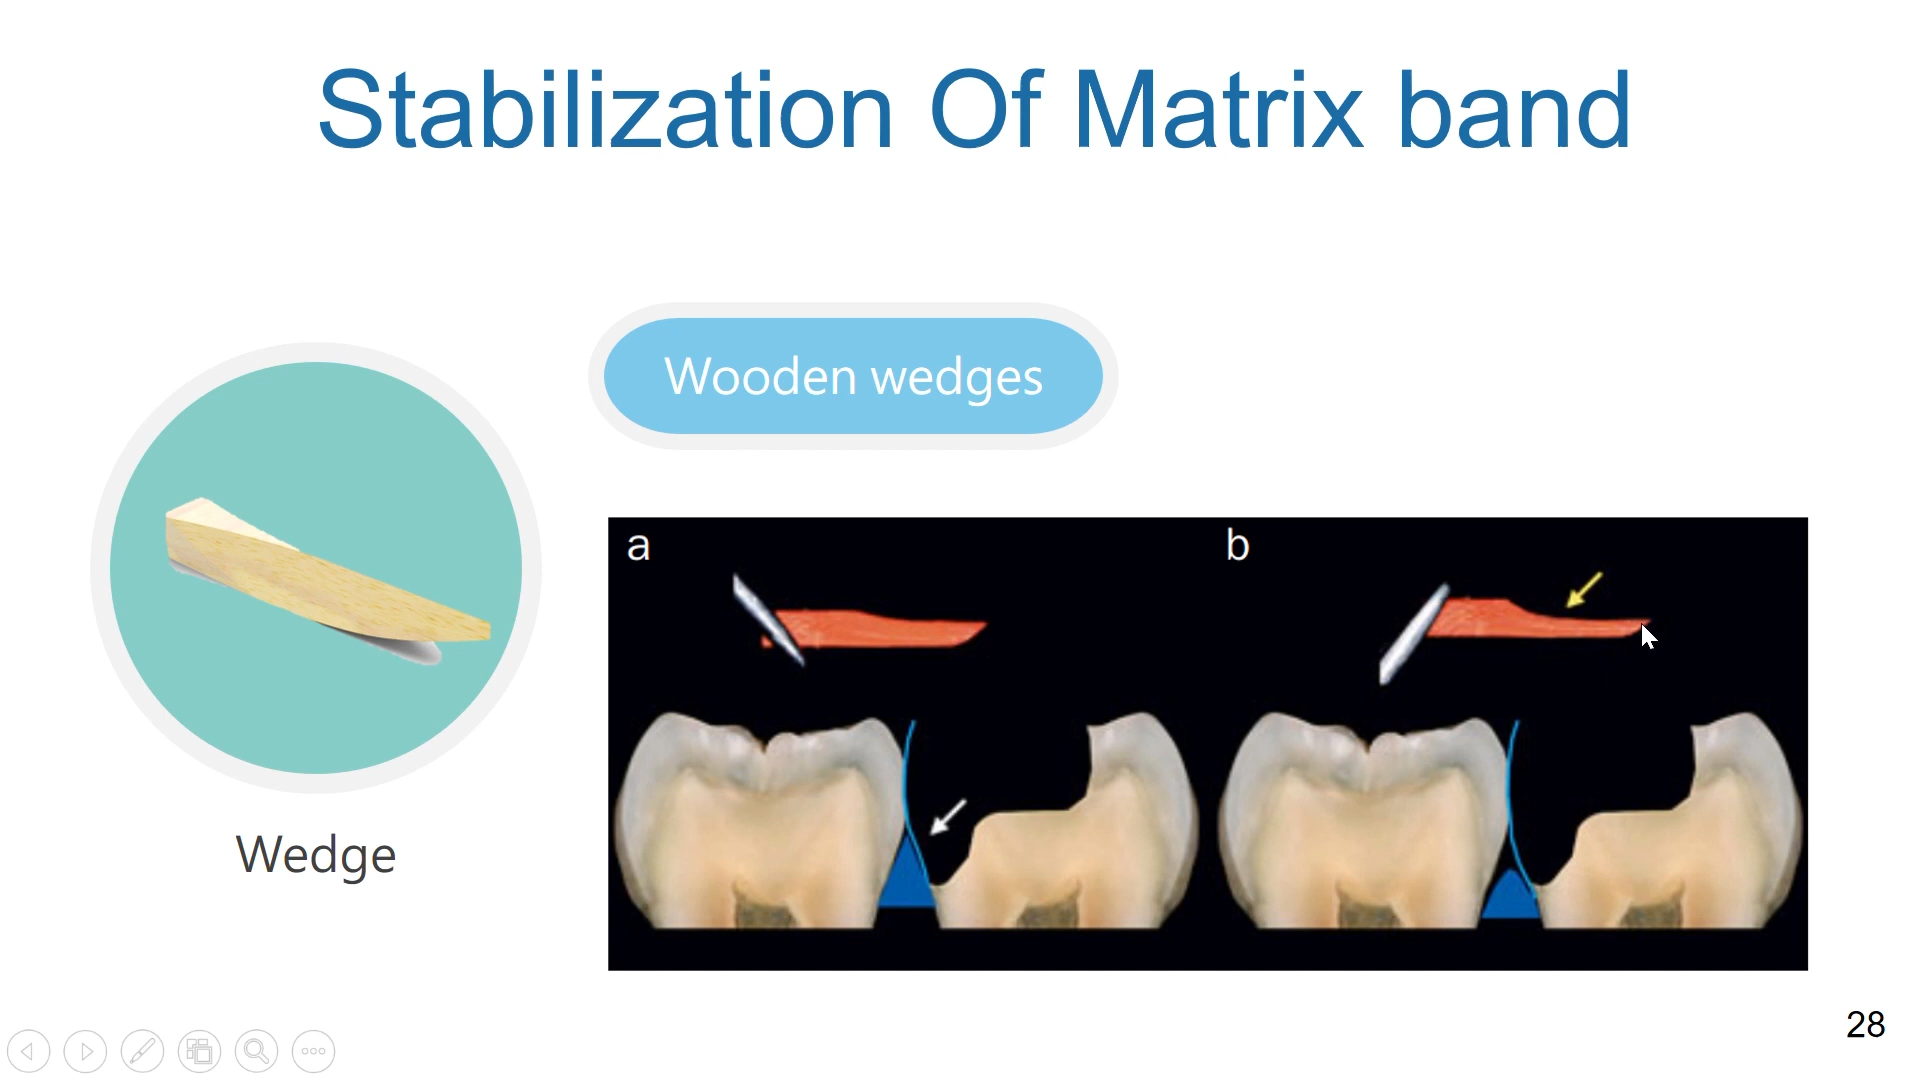 Stabilization Of Matrix band
Wooden wedges
a
b
Wedge
28